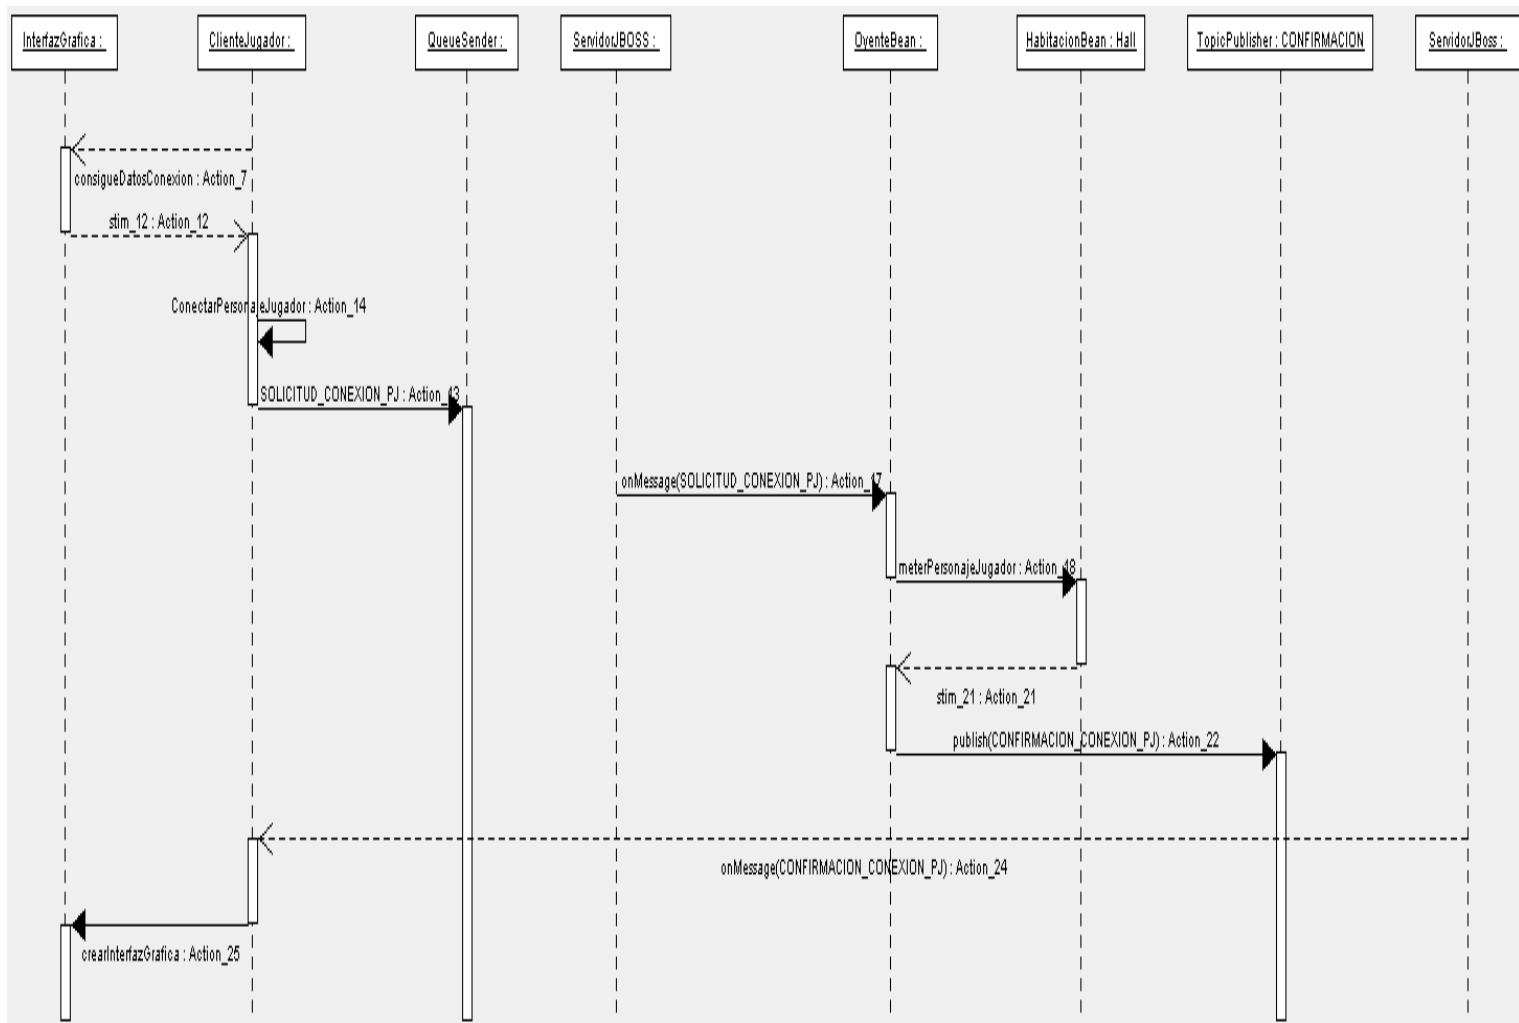 InterfazGrafica :
ClienteJugador :
QueueSender :
ServidorJBOSS :
OyenteBean :
HabitacionBean : Hall
TopicPublisher : CONFIRMACION
ServidorJBoss :
consigueDatosConexion : Action_7
stim_12 : Action_12
ConectarPersonajeJugador : Action_14
SOLICITUD_CONEXION_PJ : Action_13
onMessage(SOLICITUD_CONEXION_PJ) : Action_17
meterPersonajeJugador : Action_18
stim_21 : Action_21
publish(CONFIRMACION_CONEXION_PJ) : Action_22
onMessage(CONFIRMACION_CONEXION_PJ) : Action_24
crearInterfazGrafica : Action_25